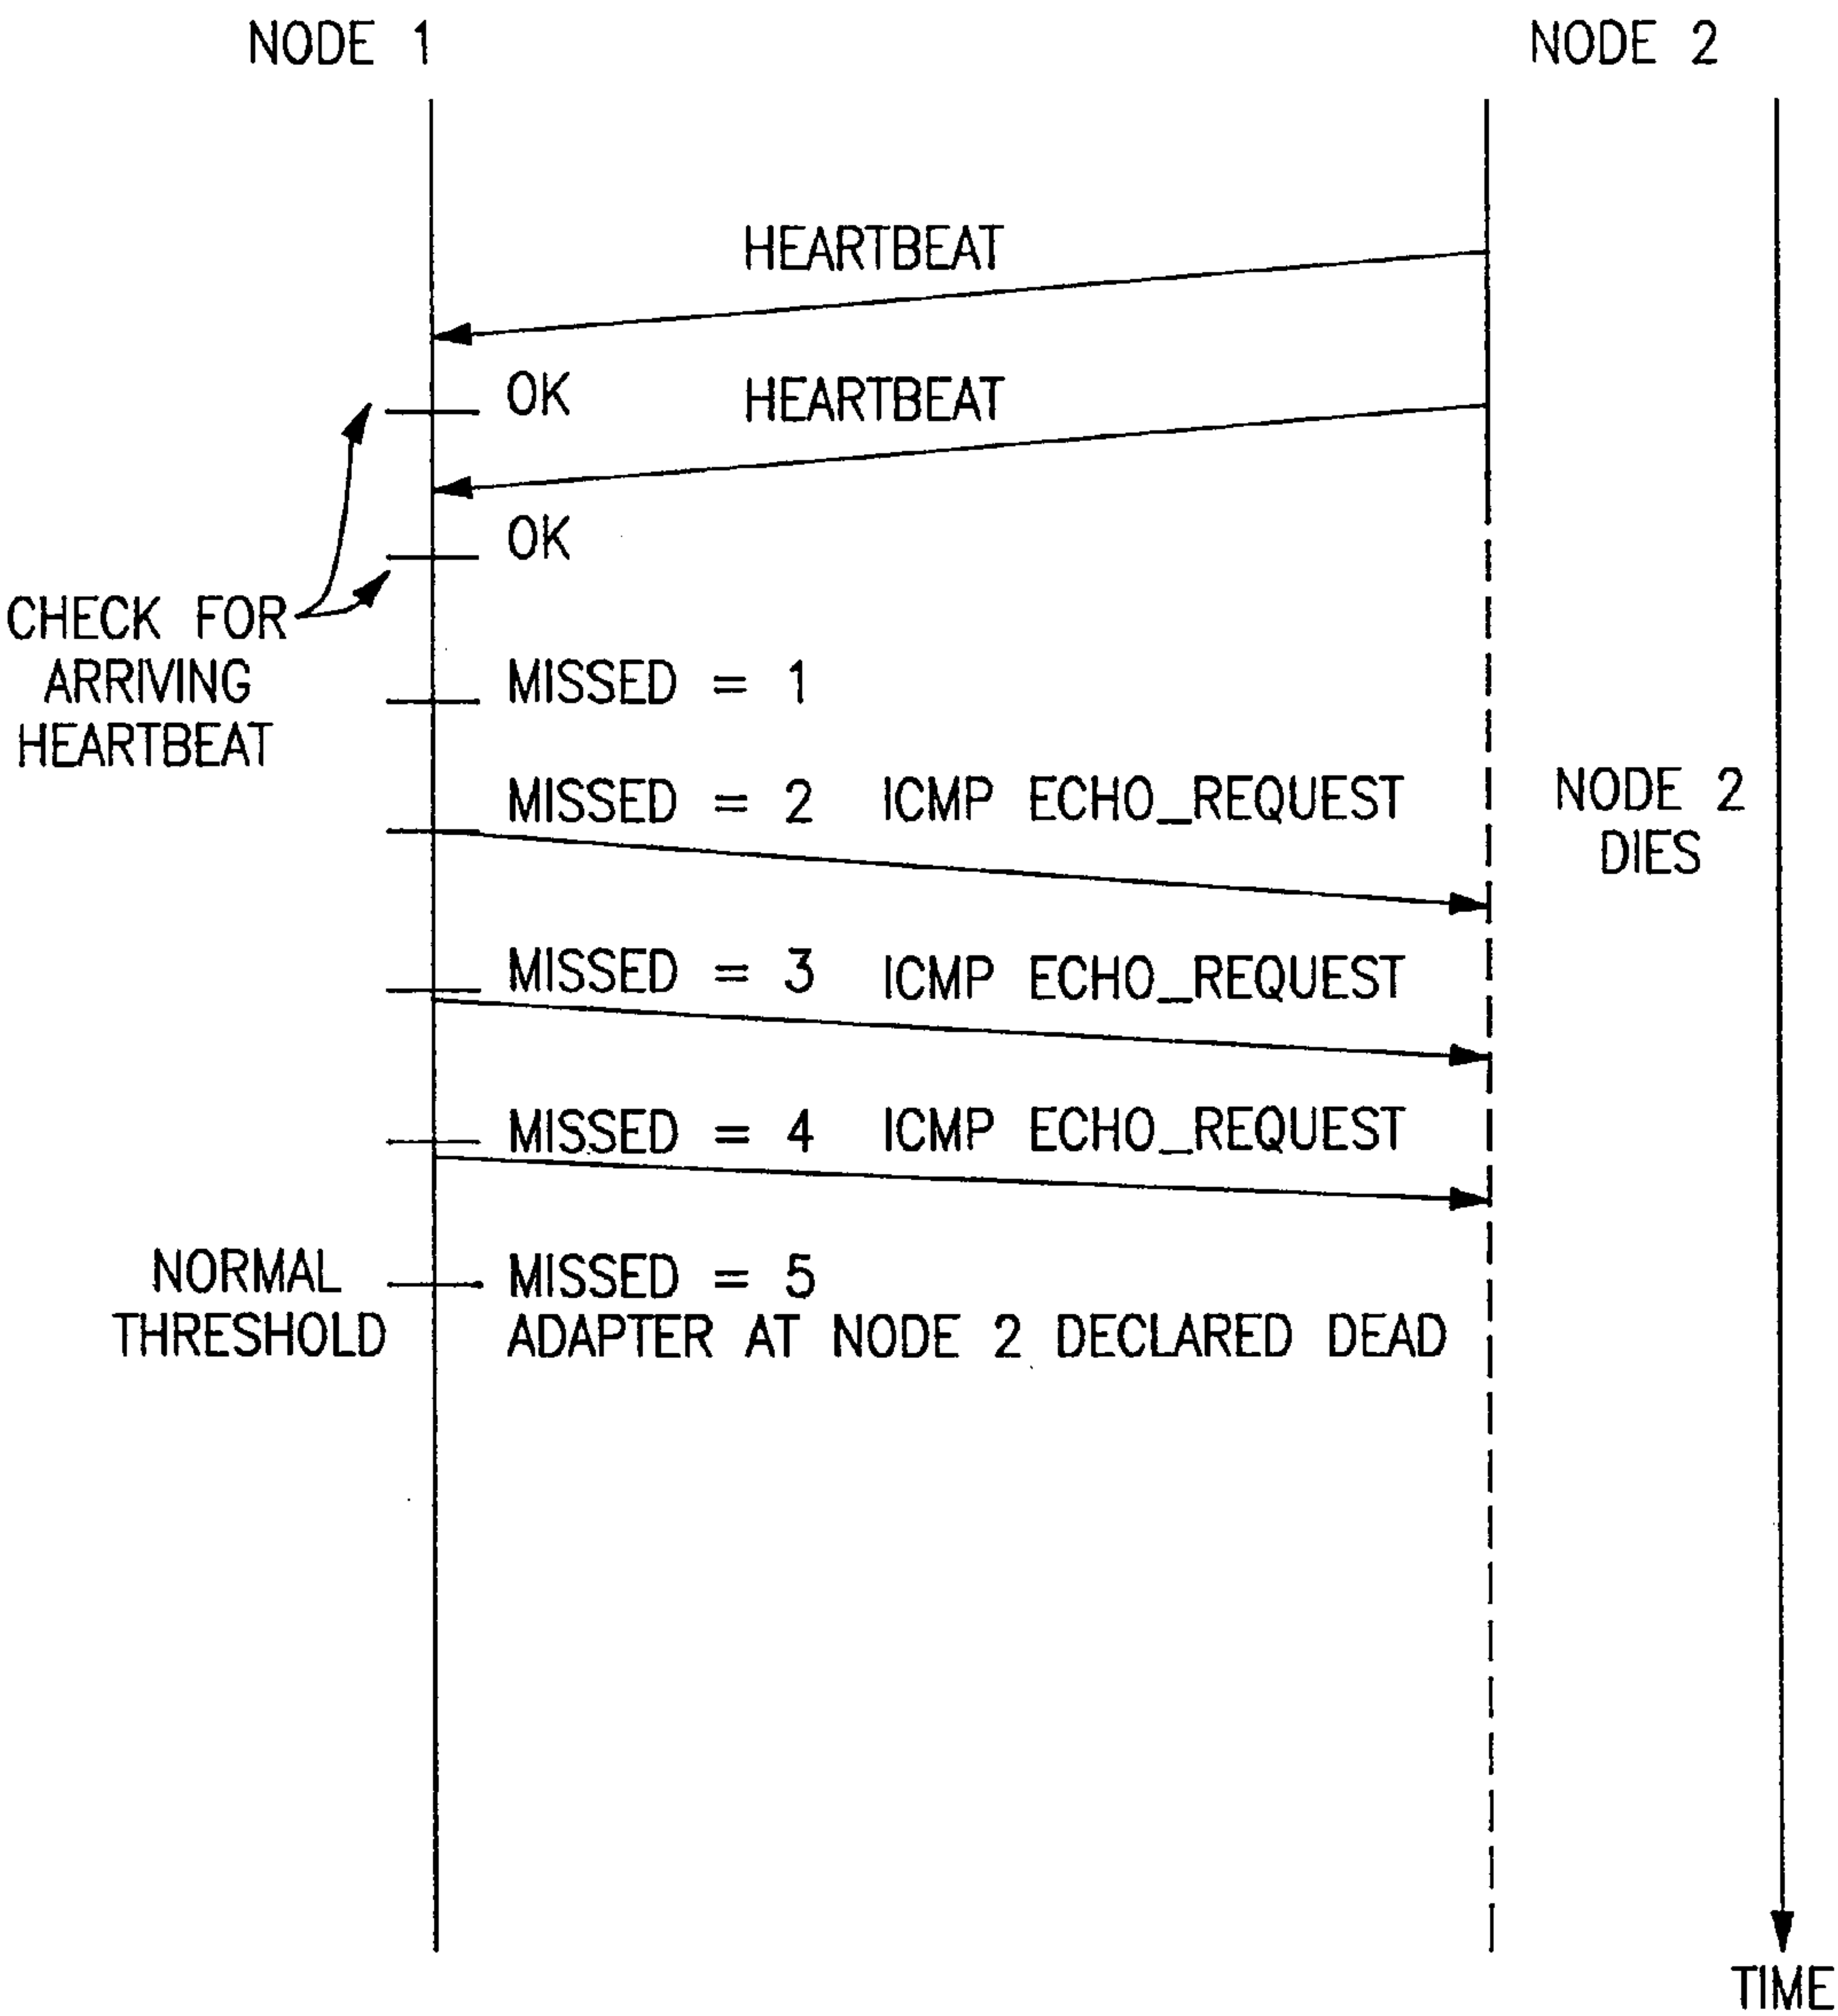 NODE 1
NODE 2
HEARTBEAT
OK
HEARTBEAT
OK
CHECK FOR
ARRIVING
HEARTBEAT
MISSED = 1
MISSED = 2 ICMP ECHO_REQUEST
NODE 2
DIES
MISSED = 3 ICMP ECHO_REQUEST
MISSED = 4 ICMP ECHO_REQUEST
NORMAL
THRESHOLD
MISSED = 5
ADAPTER AT NODE 2 DECLARED DEAD
TIME